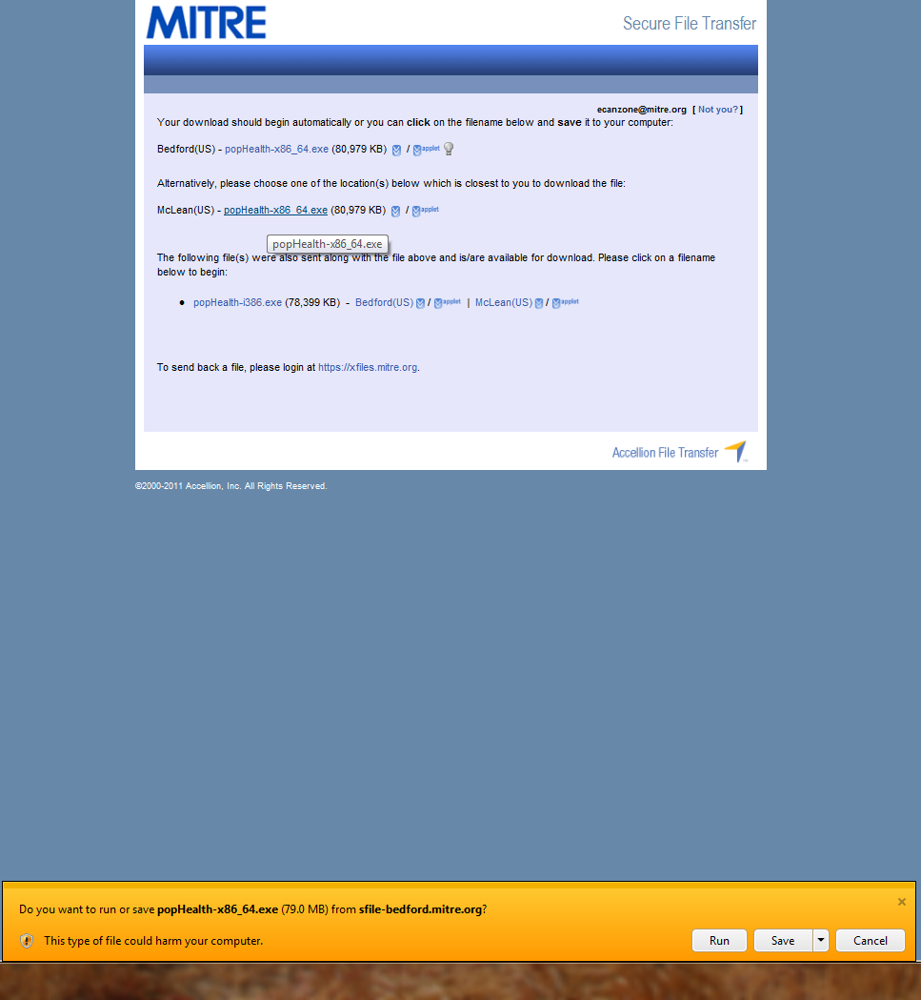 MITRE
Secure File Transfer
ecanzone@mitre.org [ Not you? ]
Your download should begin automatically or you can click on the filename below and save it to your computer:
Bedford(US) - popHealth-x86_64.exe (80,979 KB) / applet
Alternatively, please choose one of the location(s) below which is closest to you to download the file:
McLean(US) - popHealth-x86_64.exe (80,979 KB) / applet
popHealth-x86_64.exe
The following file(s) were also sent along with the file above and is/are available for download. Please click on a filename
below to begin:
• popHealth-i386.exe (78,399 KB) - Bedford(US) / applet | McLean(US) / applet
To send back a file, please login at https://xfiles.mitre.org.
Accellion File Transfer
©2000-2011 Accellion, Inc. All Rights Reserved.
Do you want to run or save popHealth-x86_64.exe (79.0 MB) from sfile-bedford.mitre.org?
This type of file could harm your computer.
Run Save Cancel